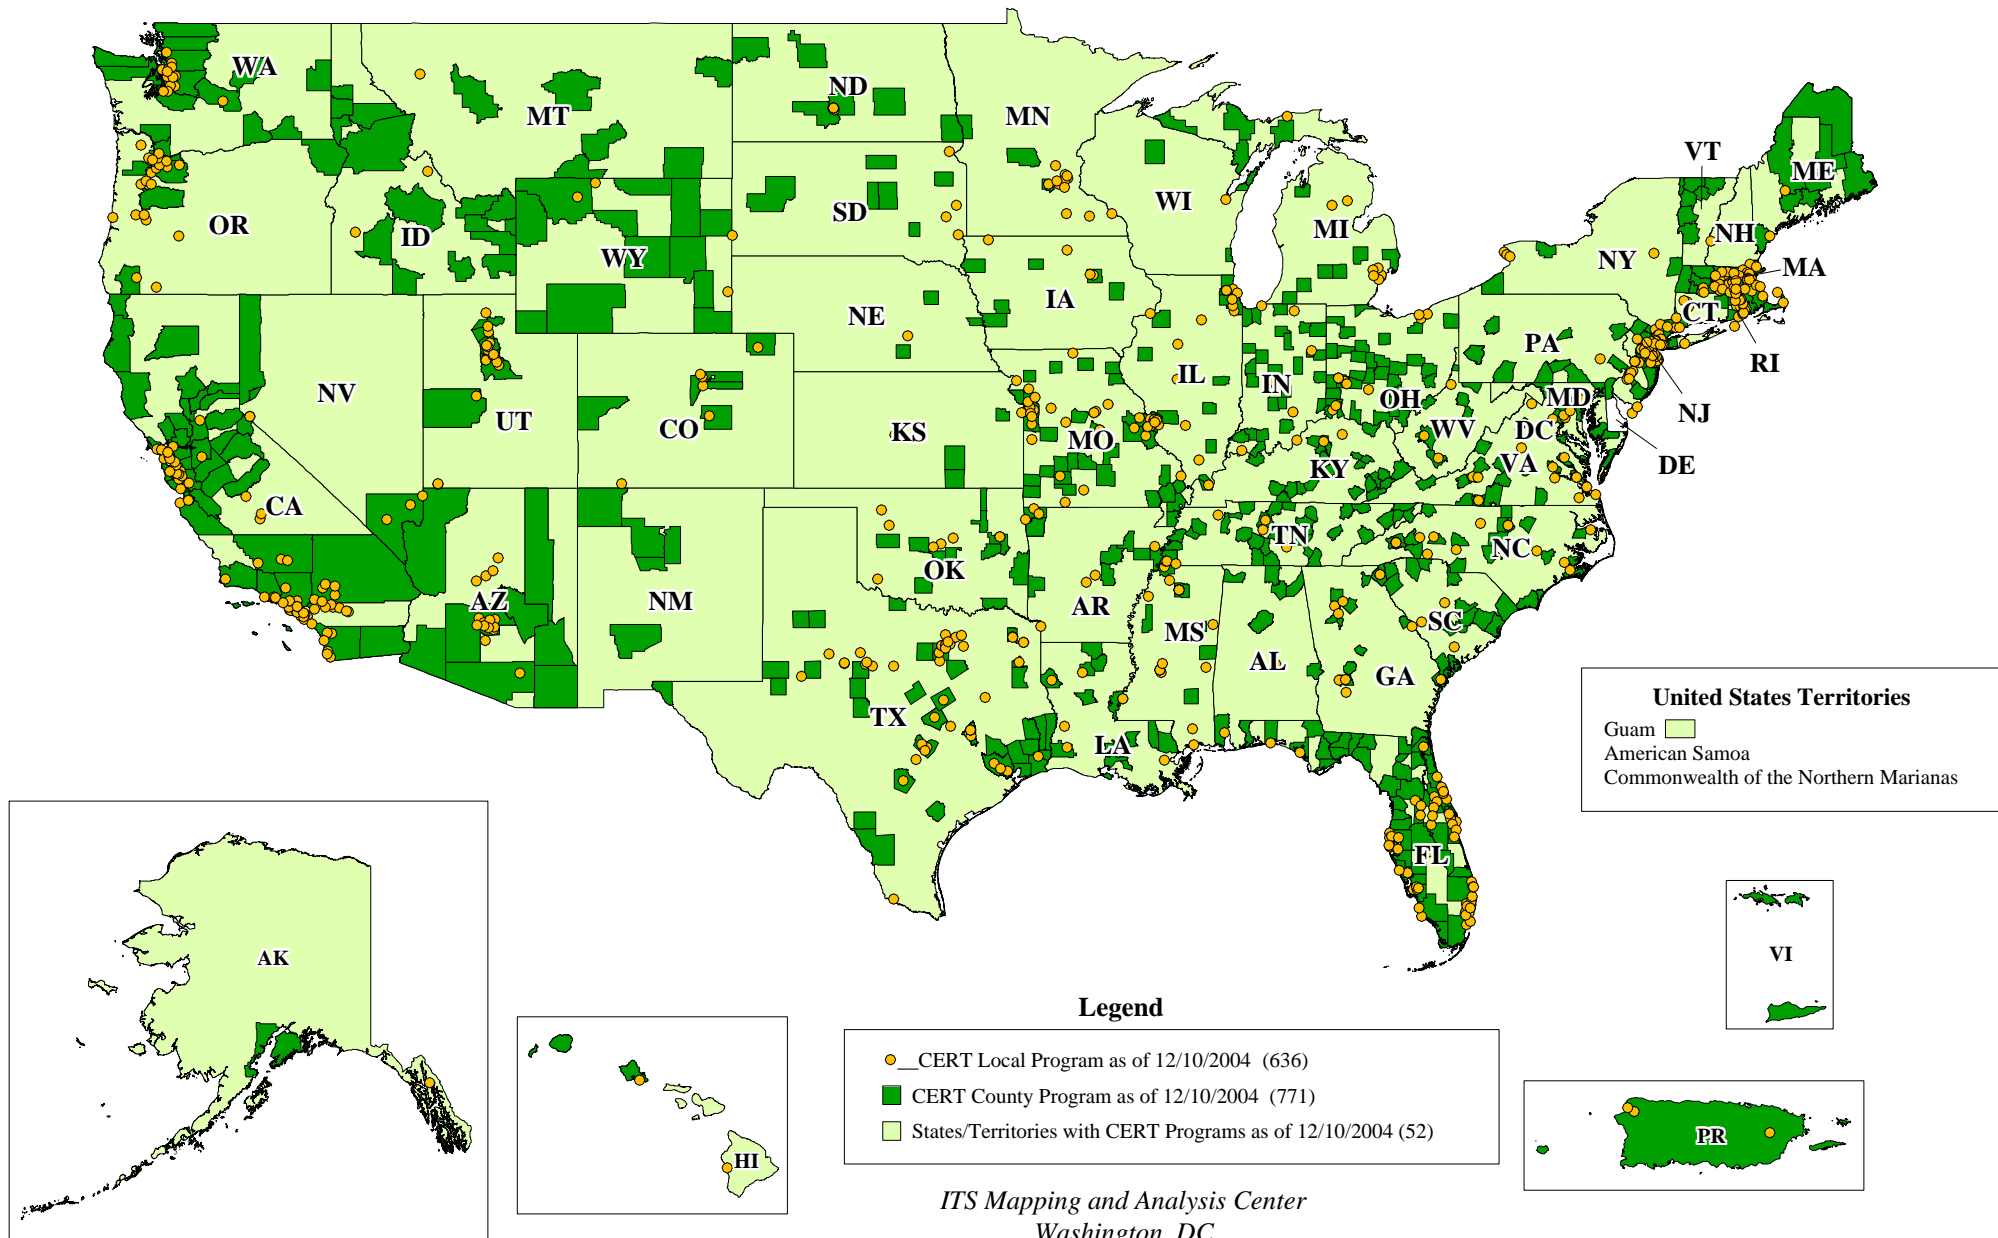 WA
MT
ND
MN
VT
ME
OR
ID
SD
WI
MI
NH
WY
NY
MA
IA
NE
CT
PA
RI
NV
UT
CO
IL
IN
OH
MD
NJ
KS
MO
WV
DC
DE
KY
VA
CA
TN
NC
OK
AZ
NM
AR
SC
MS
AL
GA
TX
LA
FL
United States Territories
Guam
American Samoa
Commonwealth of the Northern Marianas
AK
VI
HI
PR
Legend
__CERT Local Program as of 12/10/2004 (636)
CERT County Program as of 12/10/2004 (771)
States/Territories with CERT Programs as of 12/10/2004 (52)
ITS Mapping and Analysis Center
Washington, DC